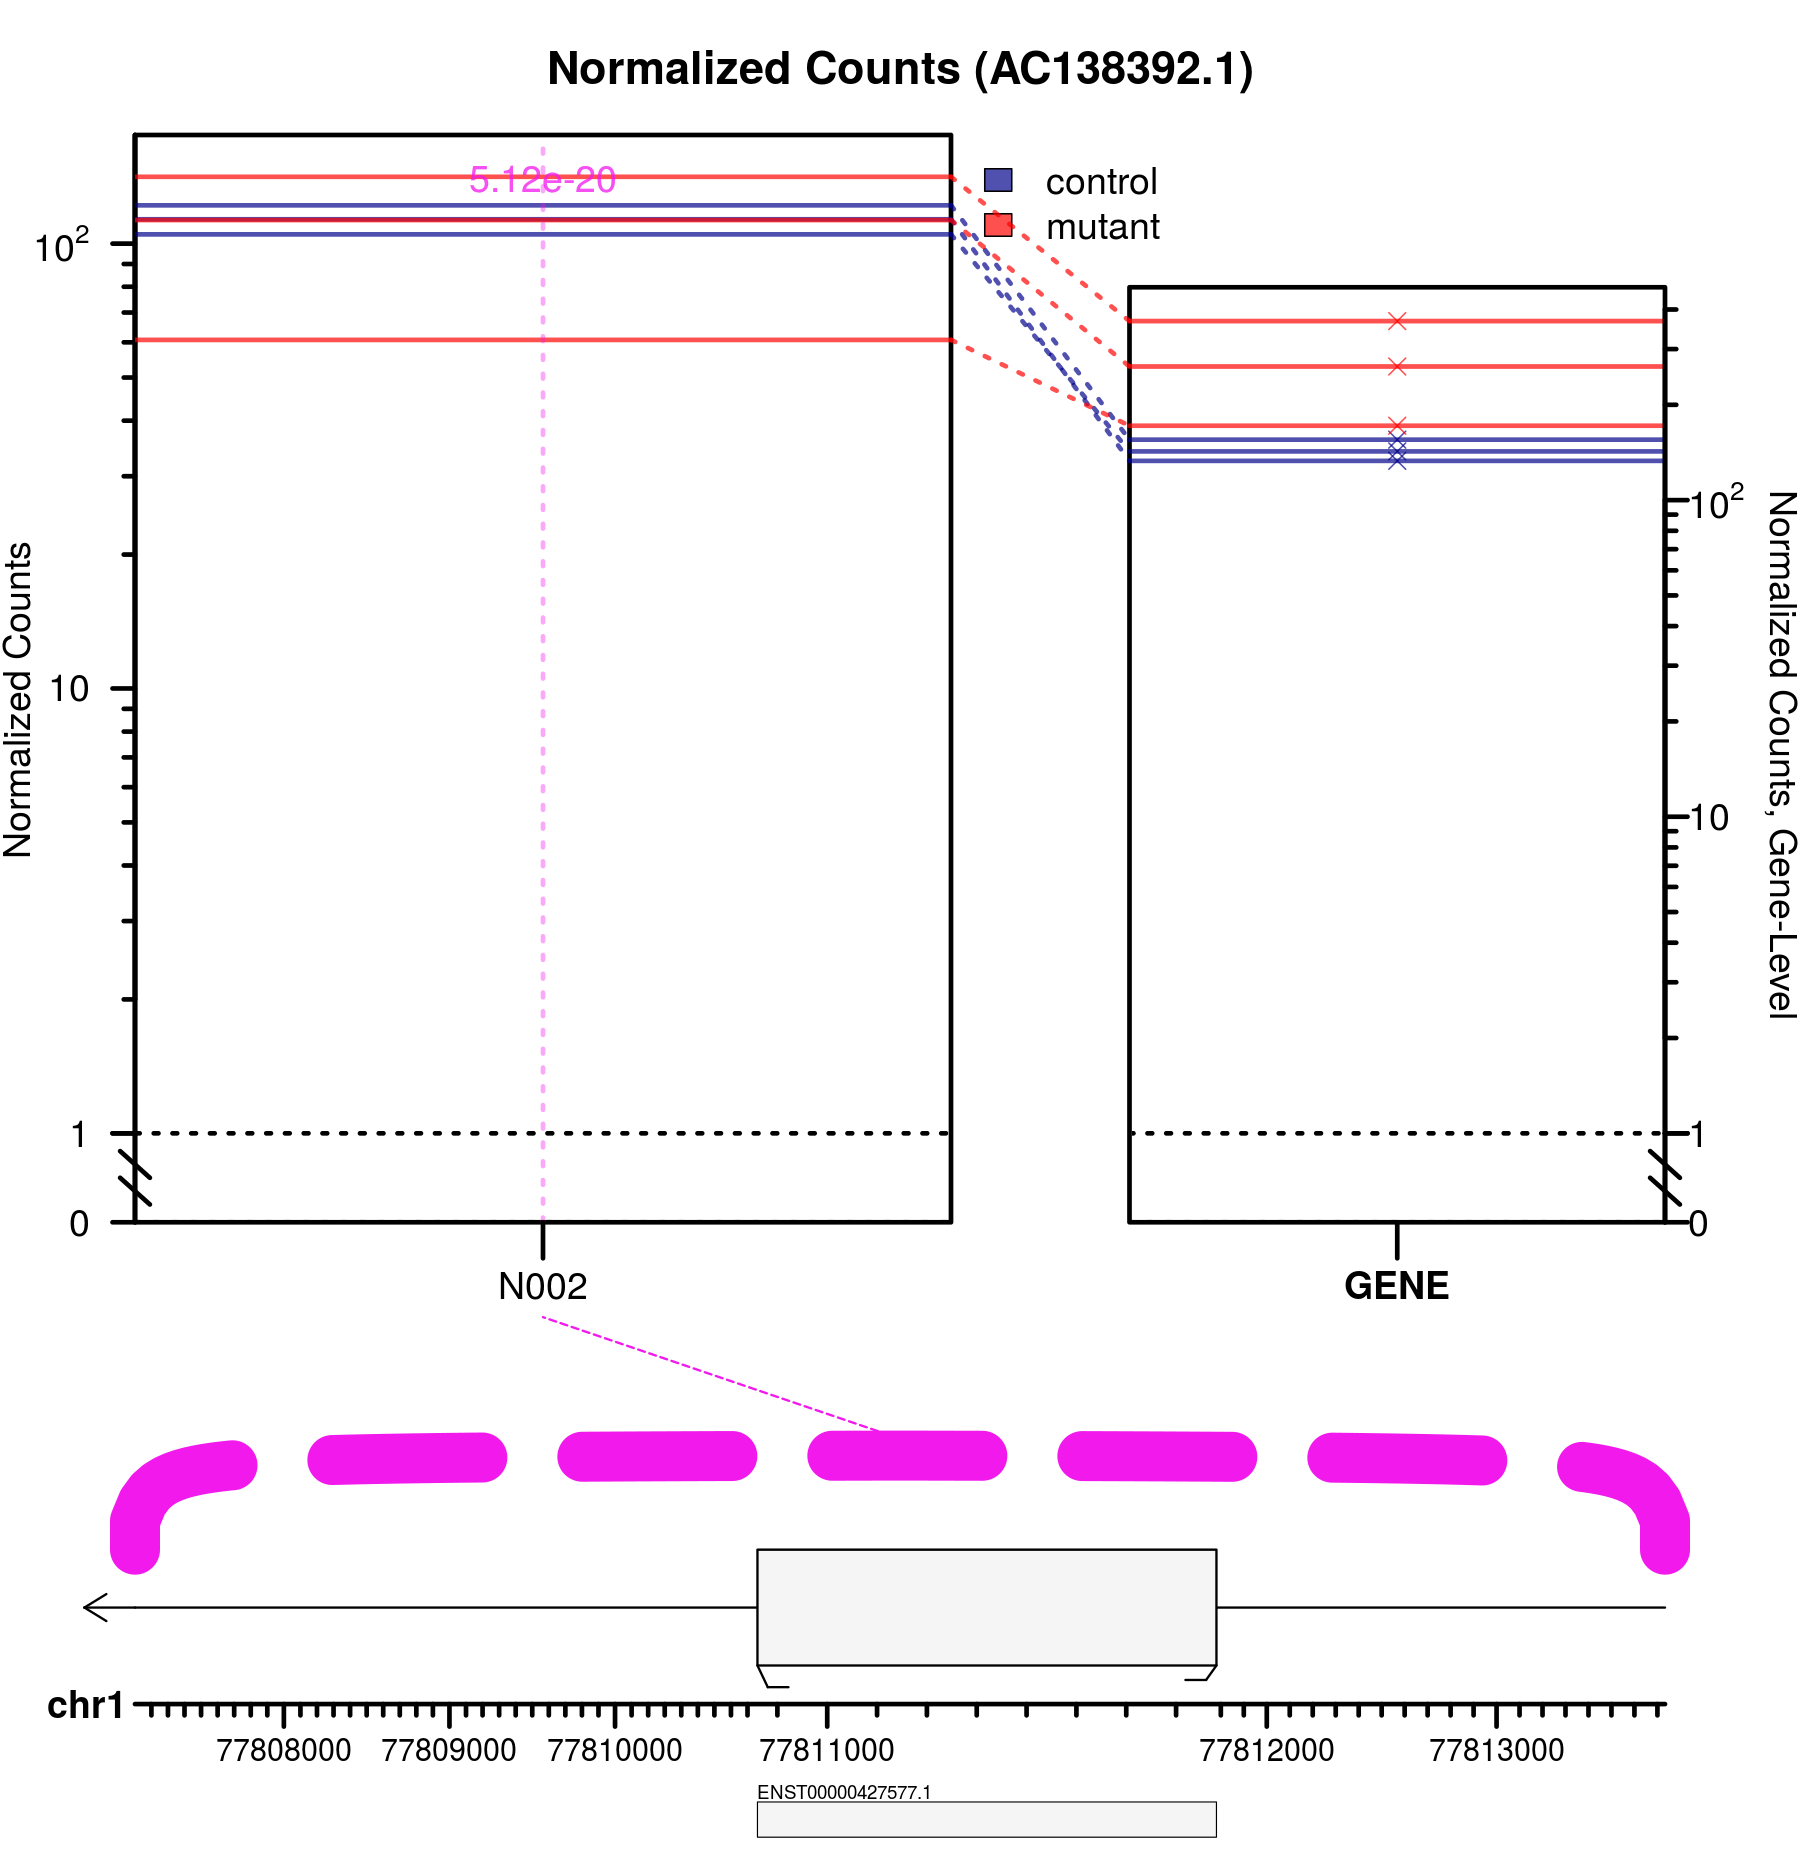 Normalized Counts (AC138392.1)
5.12e-20
control
mutant
10²
10
1
0
Normalized Counts
10²
10
1
0
Normalized Counts, Gene-Level
N002
GENE
chr1
77808000 77809000 77810000 77811000 77812000 77813000
ENST00000427577.1